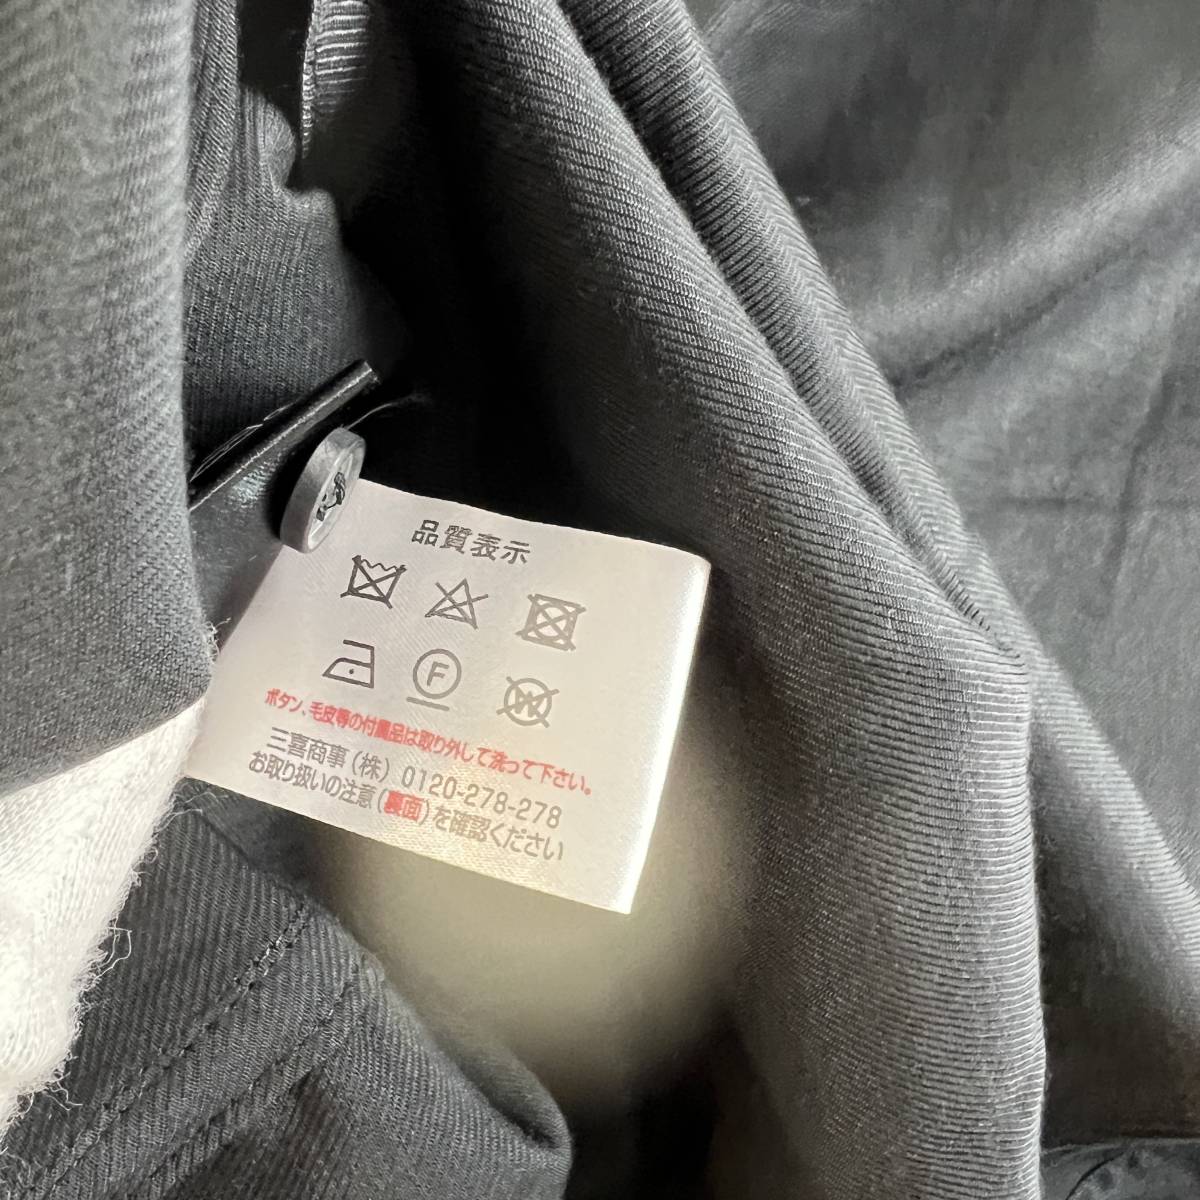 品質表示
F
W
ボタン、毛皮等の付属品は取り外して洗って下さい。
三喜商事(株) 0120-278-278
お取り扱いの注意(裏面)を確認ください